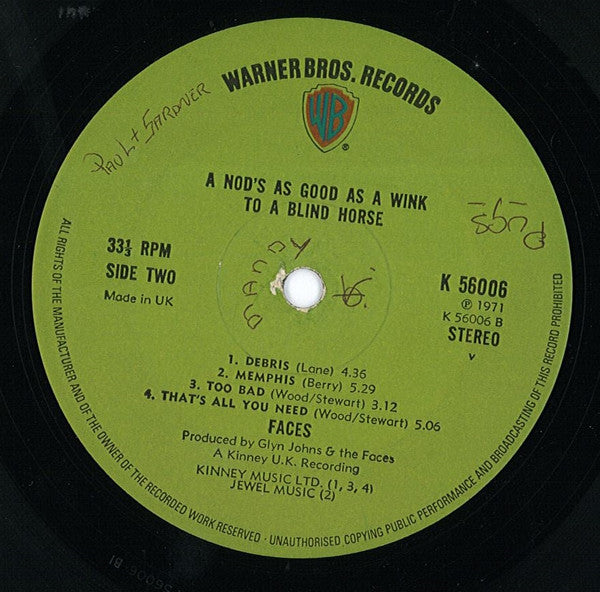 WARNER BROS. RECORDS
WB
®
PAUL + GARDNER
A NOD'S AS GOOD AS A WINK
TO A BLIND HORSE
33⅓ RPM
SIDE TWO
Made in UK
K 56006
℗ 1971
K 56006 B
STEREO
V
1. DEBRIS (Lane) 4.36
2. MEMPHIS (Berry) 5.29
3. TOO BAD (Wood/Stewart) 3.12
4. THAT'S ALL YOU NEED (Wood/Stewart) 5.06
FACES
Produced by Glyn Johns & the Faces
A Kinney U.K. Recording
KINNEY MUSIC LTD. (1, 3, 4)
JEWEL MUSIC (2)
ALL RIGHTS OF THE MANUFACTURER AND OF THE OWNER OF THE RECORDED WORK RESERVED · UNAUTHORISED COPYING PUBLIC PERFORMANCE AND BROADCASTING OF THIS RECORD PROHIBITED